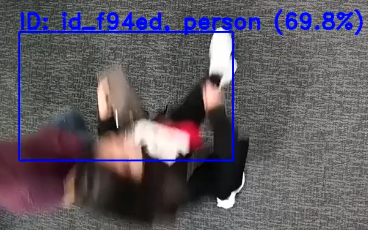 ID: id_f94ed, person (69.8%)